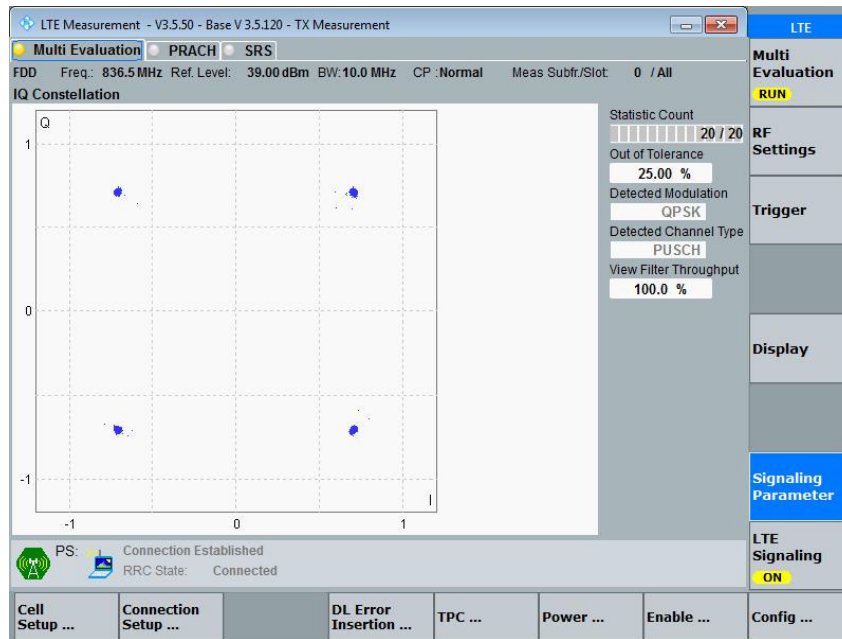 LTE Measurement - V3.5.50 - Base V 3.5.120 - TX Measurement
LTE
Multi Evaluation PRACH SRS
Multi
Evaluation
RUN
FDD Freq.: 836.5 MHz Ref. Level: 39.00 dBm BW: 10.0 MHz CP : Normal Meas Subfr./Slot: 0 / All
IQ Constellation
Q
1
0
-1
I
-1 0 1
Statistic Count
20 / 20
Out of Tolerance
25.00 %
Detected Modulation
QPSK
Detected Channel Type
PUSCH
View Filter Throughput
100.0 %
RF
Settings
Trigger
Display
Signaling
Parameter
LTE
Signaling
ON
PS: Connection Established
RRC State: Connected
Cell
Setup ...
Connection
Setup ...
DL Error
Insertion ...
TPC ...
Power ...
Enable ...
Config ...